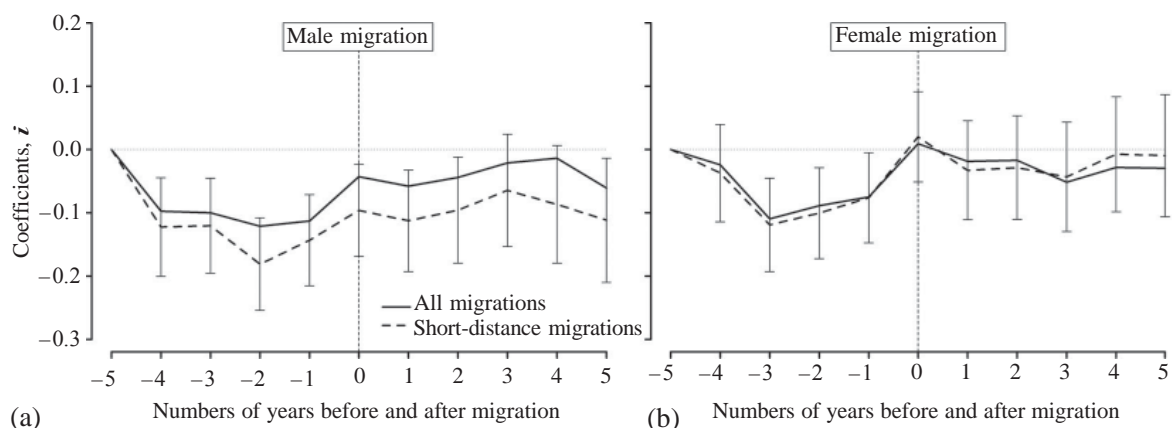 Male migration
Female migration
0.2
0.1
0.0
−0.1
−0.2
−0.3
Coefficients, i
All migrations
Short-distance migrations
−5 −4 −3 −2 −1 0 1 2 3 4 5
−5 −4 −3 −2 −1 0 1 2 3 4 5
(a) Numbers of years before and after migration
(b) Numbers of years before and after migration